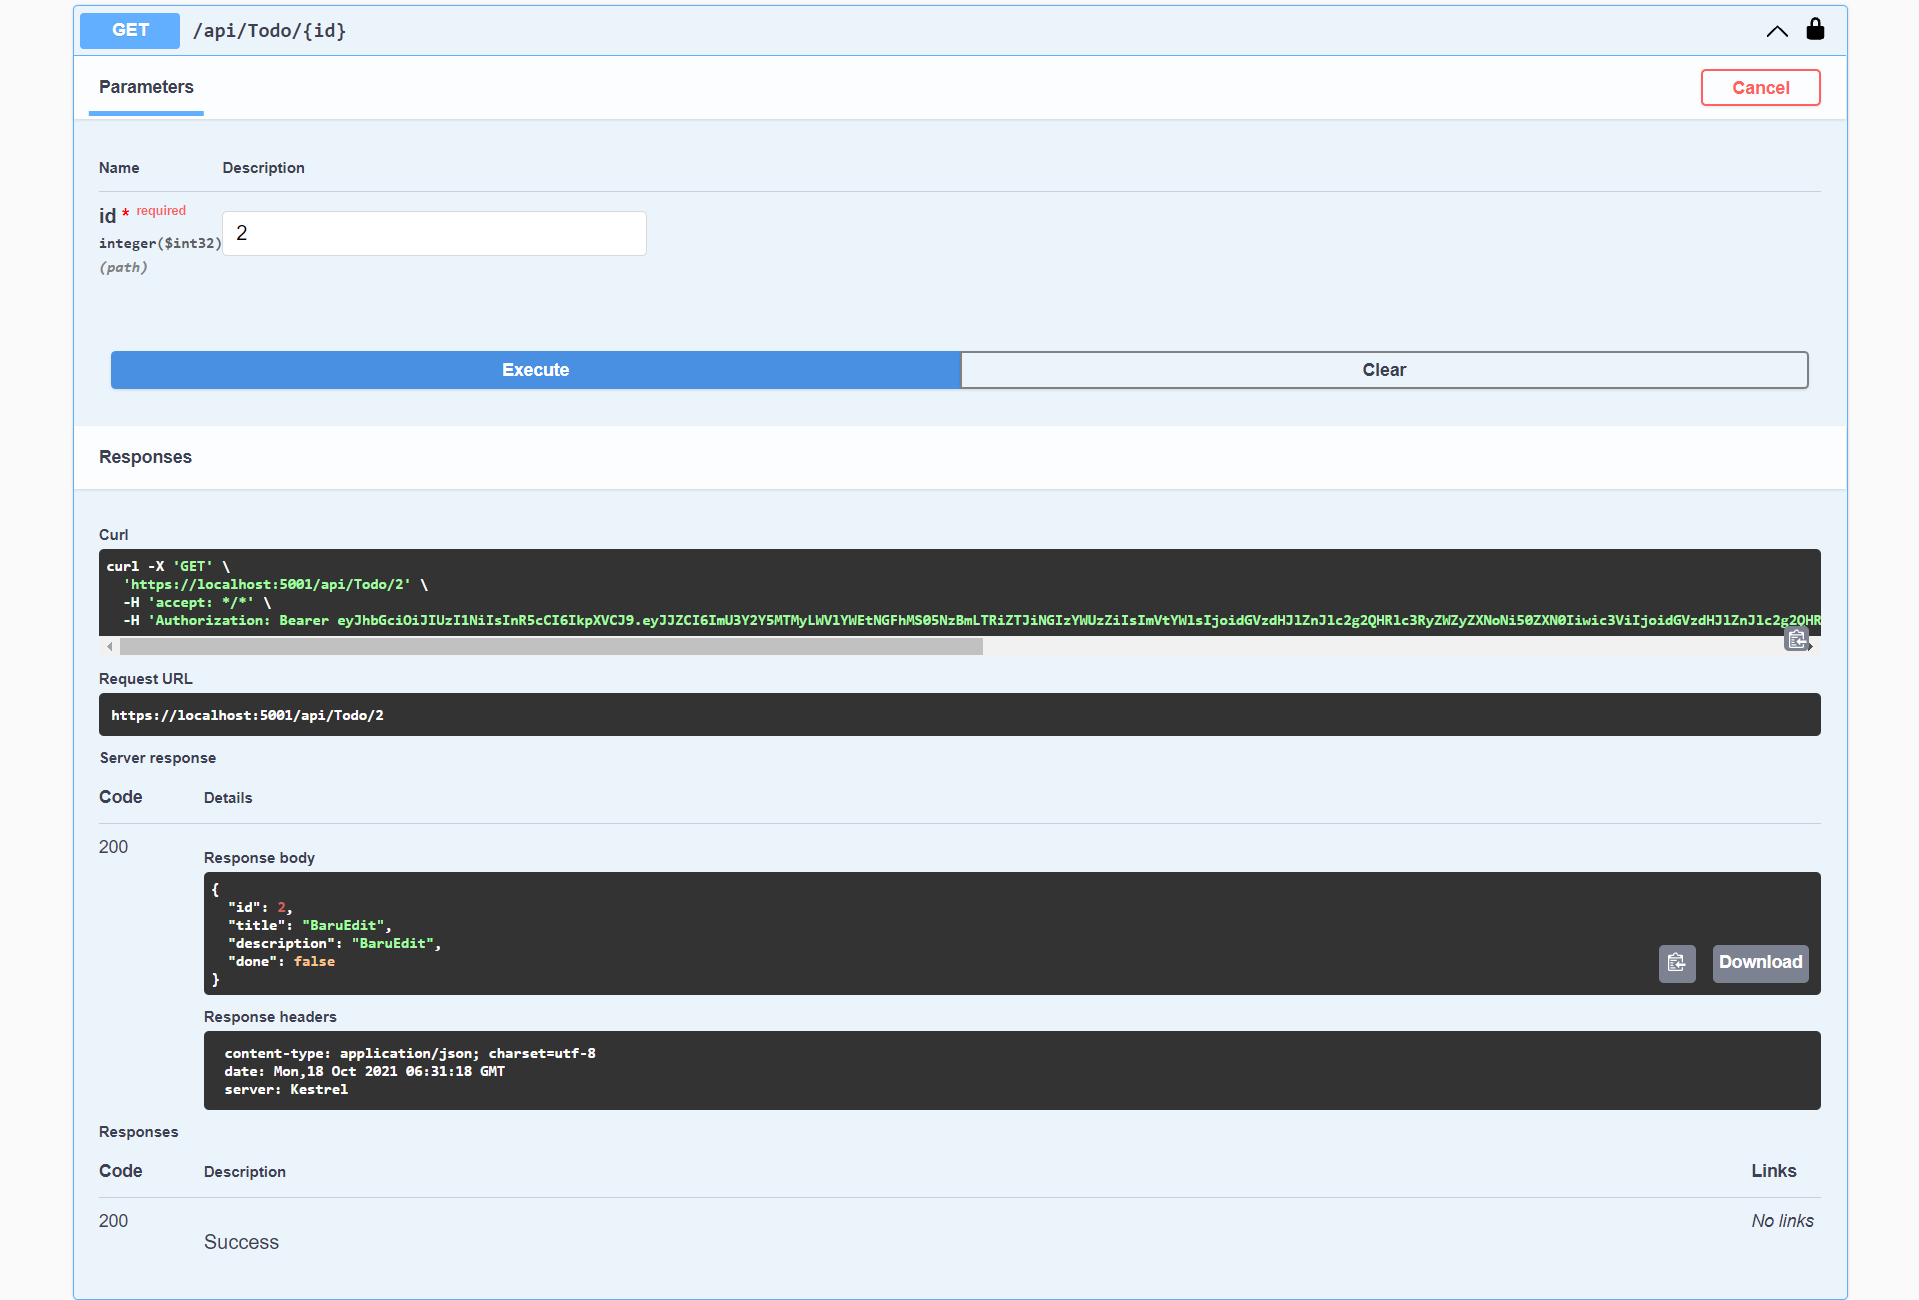 GET /api/Todo/{id}
Parameters
Cancel
Name Description
id * required
integer($int32)
(path)
2
Execute Clear
Responses
Curl
curl -X 'GET' \
'https://localhost:5001/api/Todo/2' \
-H 'accept: */*' \
-H 'Authorization: Bearer eyJhbGciOiJIUzI1NiIsInR5cCI6IkpXVCJ9.eyJJZCI6ImU3Y2Y5MTMyLWVlYWEtNGFhMS05NzBmLTRiZTJiNGIzYWUzZiIsImVtYWlsIjoidGVzdHJlZnJlc2g2QHRlc3RyZWZyZXNoNi50ZXN0Iiwic3ViIjoidGVzdHJlZnJlc2g2QHR
Request URL
https://localhost:5001/api/Todo/2
Server response
Code Details
200
Response body
{
"id": 2,
"title": "BaruEdit",
"description": "BaruEdit",
"done": false
}
Download
Response headers
content-type: application/json; charset=utf-8
date: Mon,18 Oct 2021 06:31:18 GMT
server: Kestrel
Responses
Code Description Links
200
Success
No links